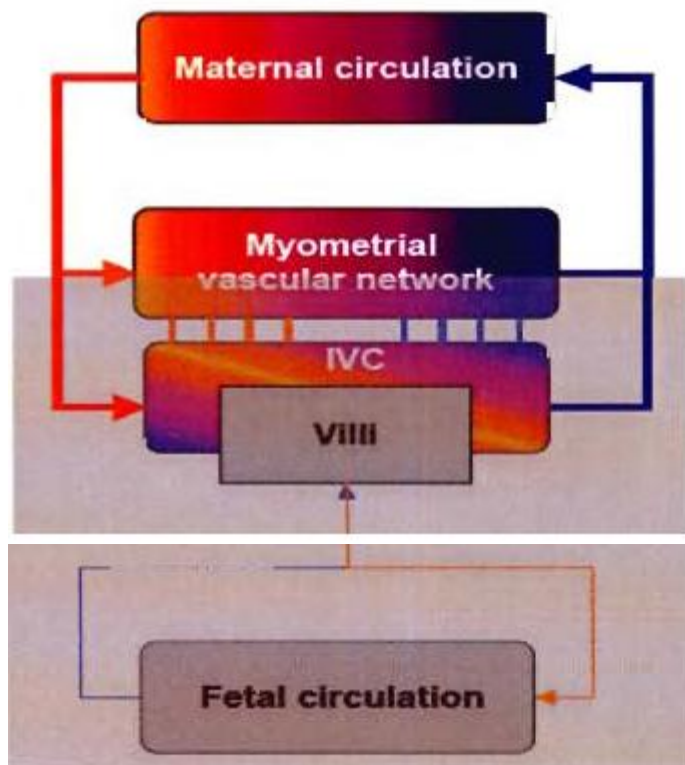 Maternal circulation
Myometrial
vascular network
IVC
Villi
Fetal circulation